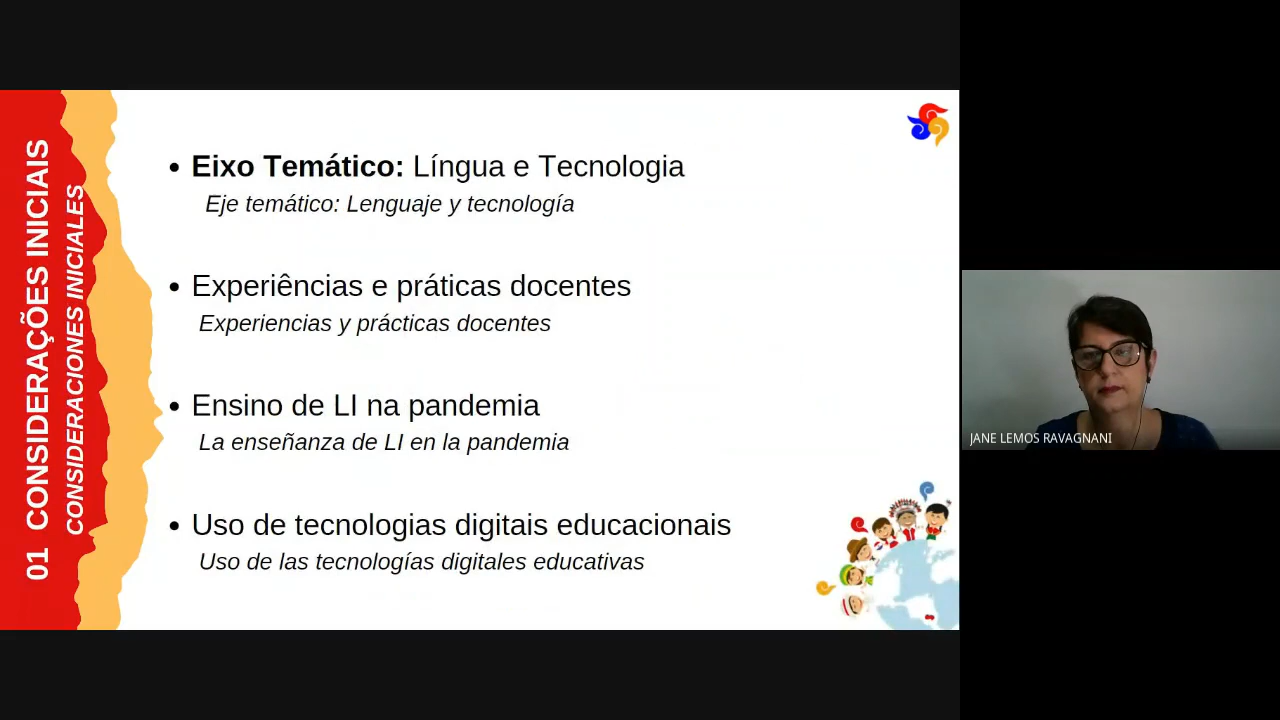 01 CONSIDERAÇÕES INICIAIS
CONSIDERACIONES INICIALES
• Eixo Temático: Língua e Tecnologia
Eje temático: Lenguaje y tecnología
• Experiências e práticas docentes
Experiencias y prácticas docentes
• Ensino de LI na pandemia
La enseñanza de LI en la pandemia
• Uso de tecnologias digitais educacionais
Uso de las tecnologías digitales educativas
JANE LEMOS RAVAGNANI